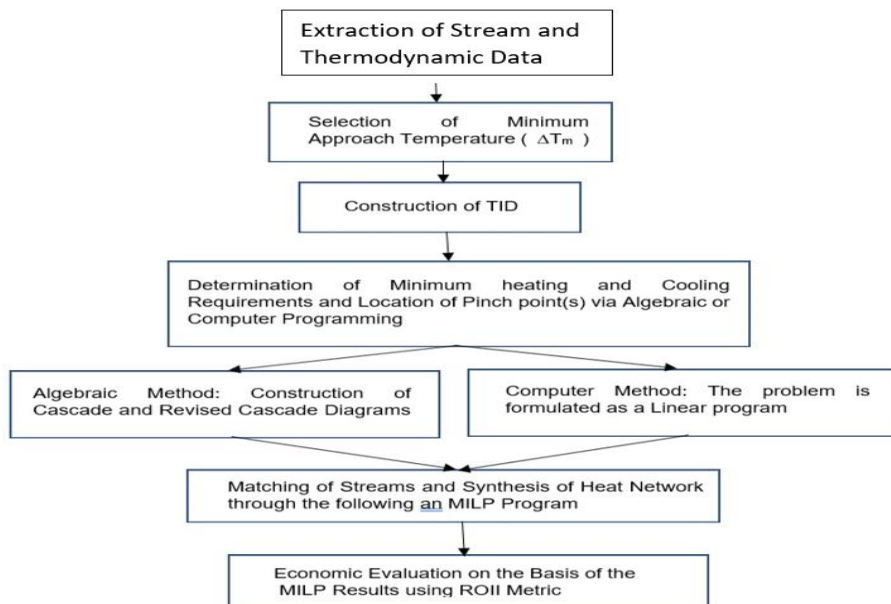 Extraction of Stream and
Thermodynamic Data
Selection of Minimum
Approach Temperature ( ΔTm )
Construction of TID
Determination of Minimum heating and Cooling
Requirements and Location of Pinch point(s) via Algebraic or
Computer Programming
Algebraic Method: Construction of
Cascade and Revised Cascade Diagrams
Computer Method: The problem is
formulated as a Linear program
Matching of Streams and Synthesis of Heat Network
through the following an MILP Program
Economic Evaluation on the Basis of the
MILP Results using ROII Metric